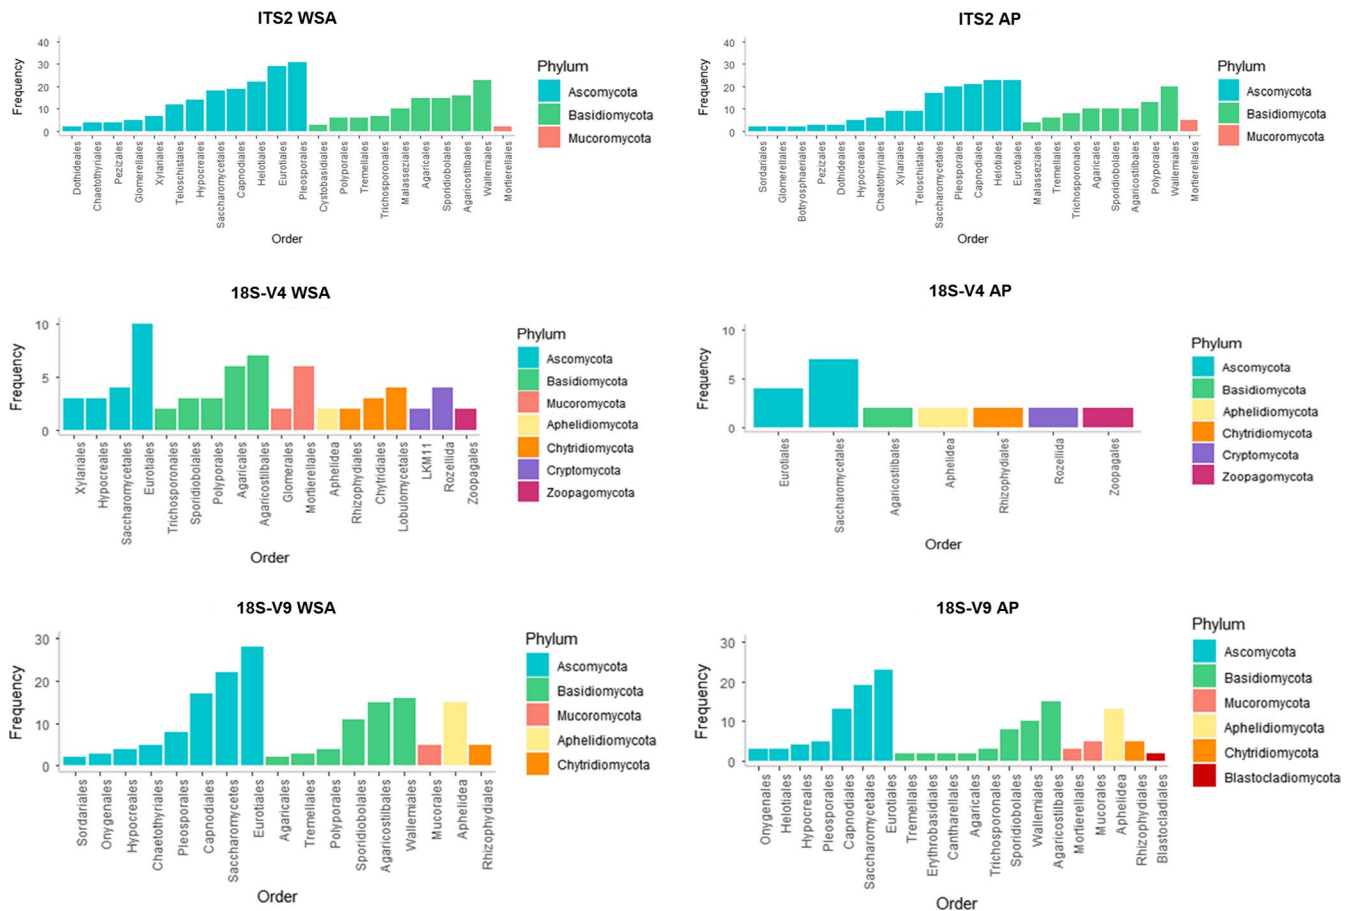 ITS2 WSA
40
30
20
10
0
Frequency
Dothideales
Chaetothyriales
Pezizales
Glomerellales
Xylariales
Teloschistales
Hypocreales
Saccharomycetales
Capnodiales
Helotiales
Eurotiales
Pleosporales
Cystobasidiales
Polyporales
Tremellales
Trichosporonales
Malasseziales
Agaricales
Sporidiobolales
Agaricostilbales
Wallemiales
Mortierellales
Order
Phylum
Ascomycota
Basidiomycota
Mucoromycota
ITS2 AP
40
30
20
10
0
Frequency
Sordariales
Glomerellales
Botryosphaeriales
Pezizales
Dothideales
Hypocreales
Chaetothyriales
Xylariales
Teloschistales
Saccharomycetales
Pleosporales
Capnodiales
Helotiales
Eurotiales
Malasseziales
Tremellales
Trichosporonales
Agaricales
Sporidiobolales
Agaricostilbales
Polyporales
Wallemiales
Mortierellales
Order
Phylum
Ascomycota
Basidiomycota
Mucoromycota
18S-V4 WSA
10
5
0
Frequency
Xylariales
Hypocreales
Saccharomycetales
Eurotiales
Trichosporonales
Sporidiobolales
Polyporales
Agaricales
Agaricostilbales
Glomerales
Mortierellales
Aphelidea
Rhizophydiales
Chytridiales
Lobulomycetales
LKM11
Rozellida
Zoopagales
Order
Phylum
Ascomycota
Basidiomycota
Mucoromycota
Aphelidiomycota
Chytridiomycota
Cryptomycota
Zoopagomycota
18S-V4 AP
10
5
0
Frequency
Eurotiales
Saccharomycetales
Agaricostilbales
Aphelidea
Rhizophydiales
Rozellida
Zoopagales
Order
Phylum
Ascomycota
Basidiomycota
Aphelidiomycota
Chytridiomycota
Cryptomycota
Zoopagomycota
18S-V9 WSA
30
20
10
0
Frequency
Sordariales
Onygenales
Hypocreales
Chaetothyriales
Pleosporales
Capnodiales
Saccharomycetes
Eurotiales
Agaricales
Tremellales
Polyporales
Sporidiobolales
Agaricostilbales
Wallemiales
Mucorales
Aphelidea
Rhizophydiales
Order
Phylum
Ascomycota
Basidiomycota
Mucoromycota
Aphelidiomycota
Chytridiomycota
18S-V9 AP
30
20
10
0
Frequency
Onygenales
Helotiales
Hypocreales
Pleosporales
Capnodiales
Saccharomycetales
Eurotiales
Tremellales
Erythrobasidiales
Cantharellales
Agaricales
Trichosporonales
Sporidiobolales
Wallemiales
Agaricostilbales
Mortierellales
Mucorales
Aphelidea
Rhizophydiales
Blastocladiales
Order
Phylum
Ascomycota
Basidiomycota
Mucoromycota
Aphelidiomycota
Chytridiomycota
Blastocladiomycota